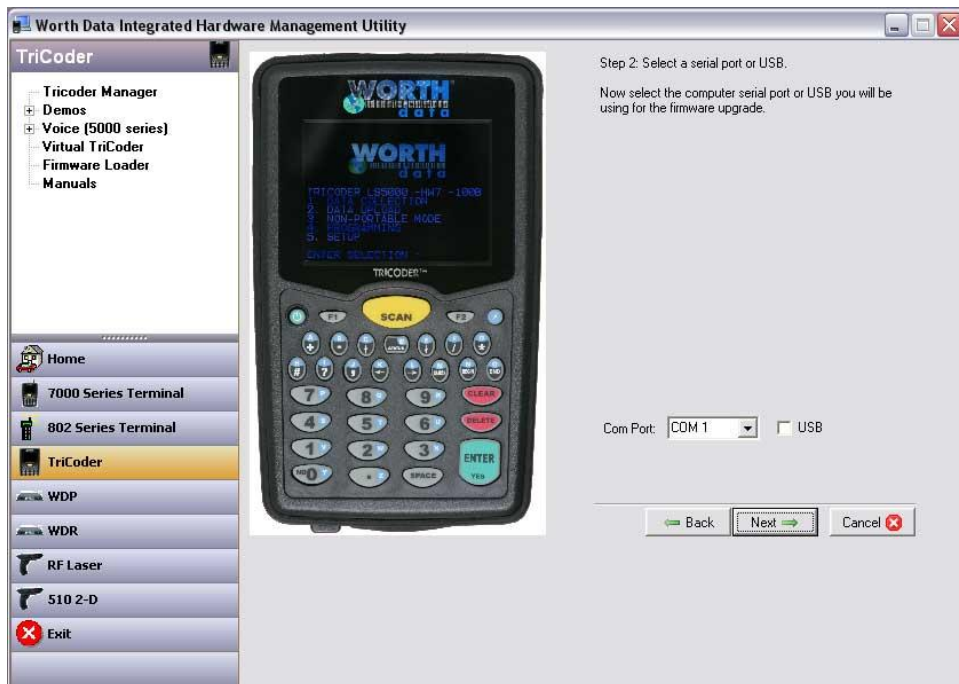 Worth Data Integrated Hardware Management Utility
TriCoder
Tricoder Manager
Demos
Voice (5000 series)
Virtual TriCoder
Firmware Loader
Manuals
Home
7000 Series Terminal
802 Series Terminal
TriCoder
WDP
WDR
RF Laser
510 2-D
Exit
WORTH
data
WORTH
data
TRICODER LS5000 -HW7 -100B
1. DATA COLLECTION
2. DATA UPLOAD
3. NON-PORTABLE MODE
4. PROGRAMMING
5. SETUP
ENTER SELECTION
TRICODER™
F1 SCAN F2
7 8 9 CLEAR
4 5 6 DELETE
1 2 3 ENTER
0 . SPACE YES
Step 2: Select a serial port or USB.
Now select the computer serial port or USB you will be
using for the firmware upgrade.
Com Port: COM 1 USB
Back Next Cancel